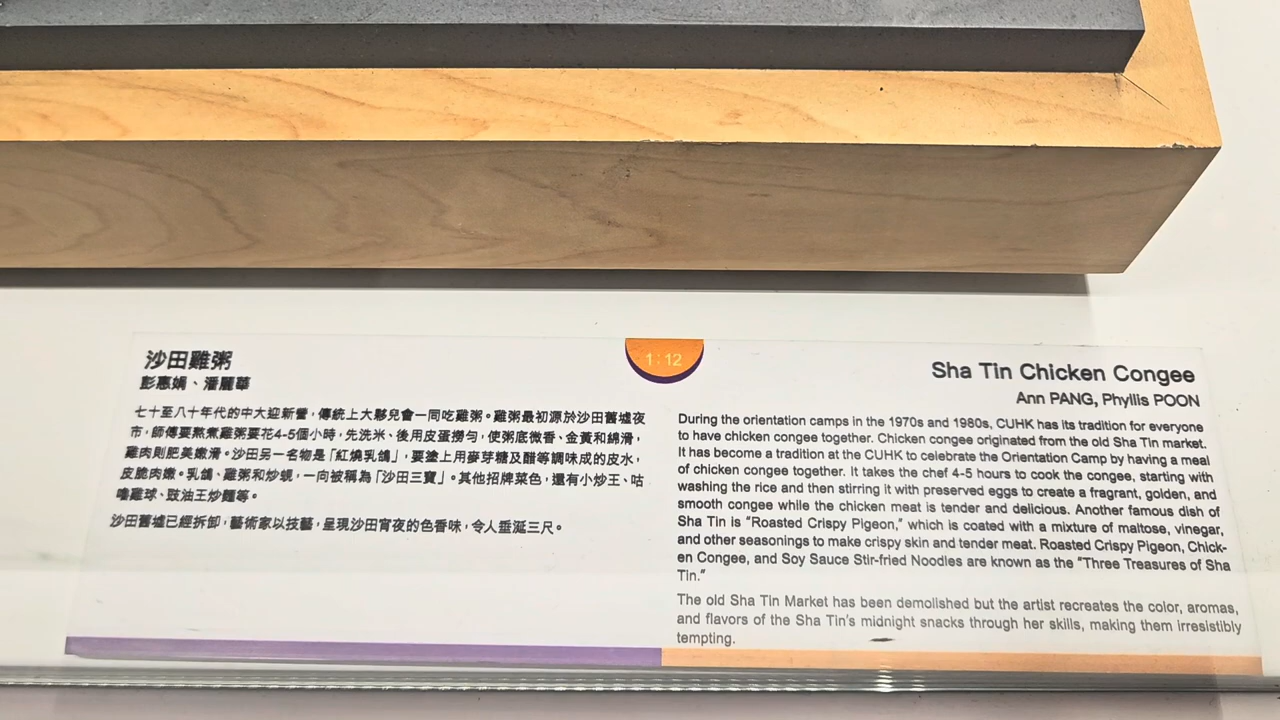 沙田雞粥
彭惠娟、潘麗華
七十至八十年代的中大迎新營，傳統上大夥兒會一同吃雞粥。雞粥最初源於沙田舊墟夜
市，師傅要熬煮雞粥要花4-5個小時，先洗米、後用皮蛋撈勻，使粥底微香、金黃和綿滑，
雞肉則肥美嫩滑。沙田另一名物是「紅燒乳鴿」，要塗上用麥芽糖及醋等調味成的皮水，
皮脆肉嫩。乳鴿、雞粥和炒蜆，一向被稱為「沙田三寶」。其他招牌菜色，還有小炒王、咕
嚕雞球、豉油王炒麵等。
沙田舊墟已經拆卸，藝術家以技藝，呈現沙田宵夜的色香味，令人垂涎三尺。
1:12
Sha Tin Chicken Congee
Ann PANG, Phyllis POON
During the orientation camps in the 1970s and 1980s, CUHK has its tradition for everyone
to have chicken congee together. Chicken congee originated from the old Sha Tin market.
It has become a tradition at the CUHK to celebrate the Orientation Camp by having a meal
of chicken congee together. It takes the chef 4-5 hours to cook the congee, starting with
washing the rice and then stirring it with preserved eggs to create a fragrant, golden, and
smooth congee while the chicken meat is tender and delicious. Another famous dish of
Sha Tin is “Roasted Crispy Pigeon,” which is coated with a mixture of maltose, vinegar,
and other seasonings to make crispy skin and tender meat. Roasted Crispy Pigeon, Chick-
en Congee, and Soy Sauce Stir-fried Noodles are known as the “Three Treasures of Sha
Tin.”
The old Sha Tin Market has been demolished but the artist recreates the color, aromas,
and flavors of the Sha Tin’s midnight snacks through her skills, making them irresistibly
tempting.